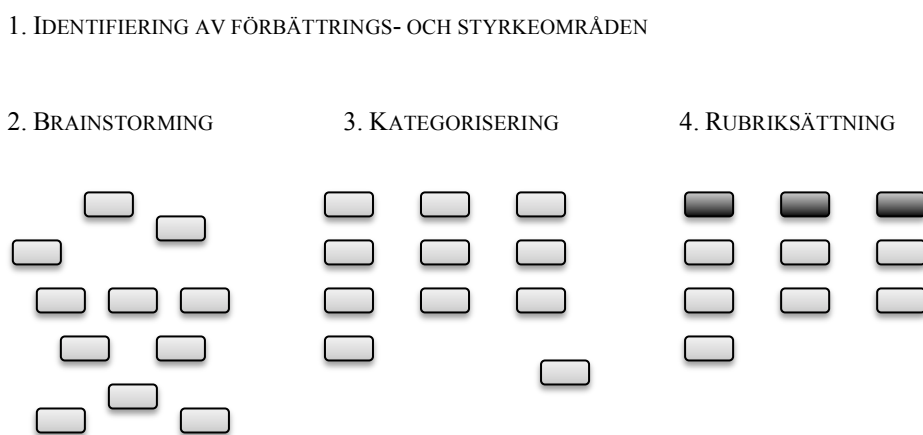 1. IDENTIFIERING AV FÖRBÄTTRINGS- OCH STYRKEOMRÅDEN
2. BRAINSTORMING
3. KATEGORISERING
4. RUBRIKSÄTTNING